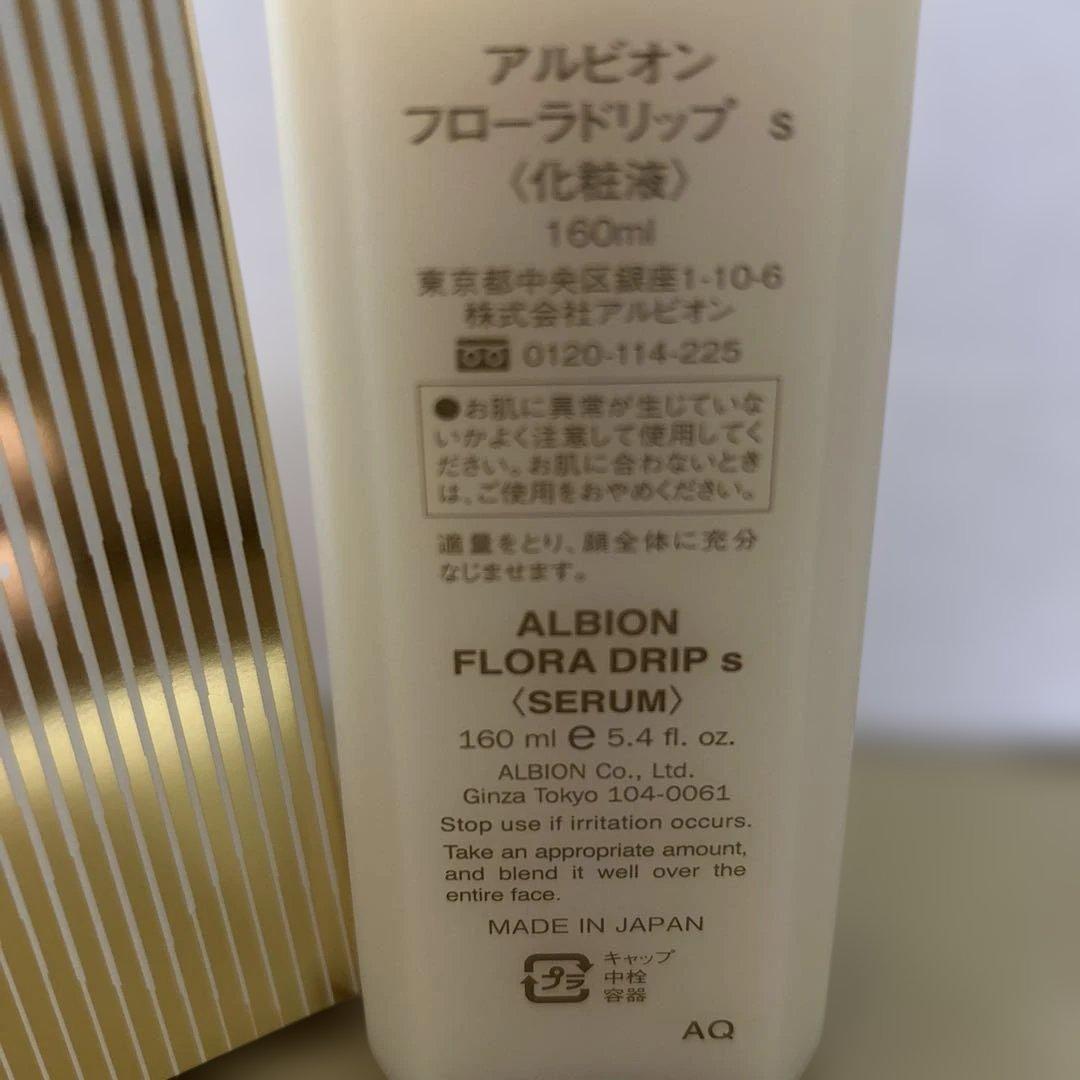 アルビオン
フローラドリップ s
〈化粧液〉
160ml
東京都中央区銀座1-10-6
株式会社アルビオン
0120-114-225
●お肌に異常が生じていな
いかよく注意して使用してく
ださい。お肌に合わないとき
は、ご使用をおやめください。
適量をとり、顔全体に充分
なじませます。
ALBION
FLORA DRIP s
〈SERUM〉
160 ml e 5.4 fl. oz.
ALBION Co., Ltd.
Ginza Tokyo 104-0061
Stop use if irritation occurs.
Take an appropriate amount,
and blend it well over the
entire face.
MADE IN JAPAN
プラ
キャップ
中栓
容器
AQ